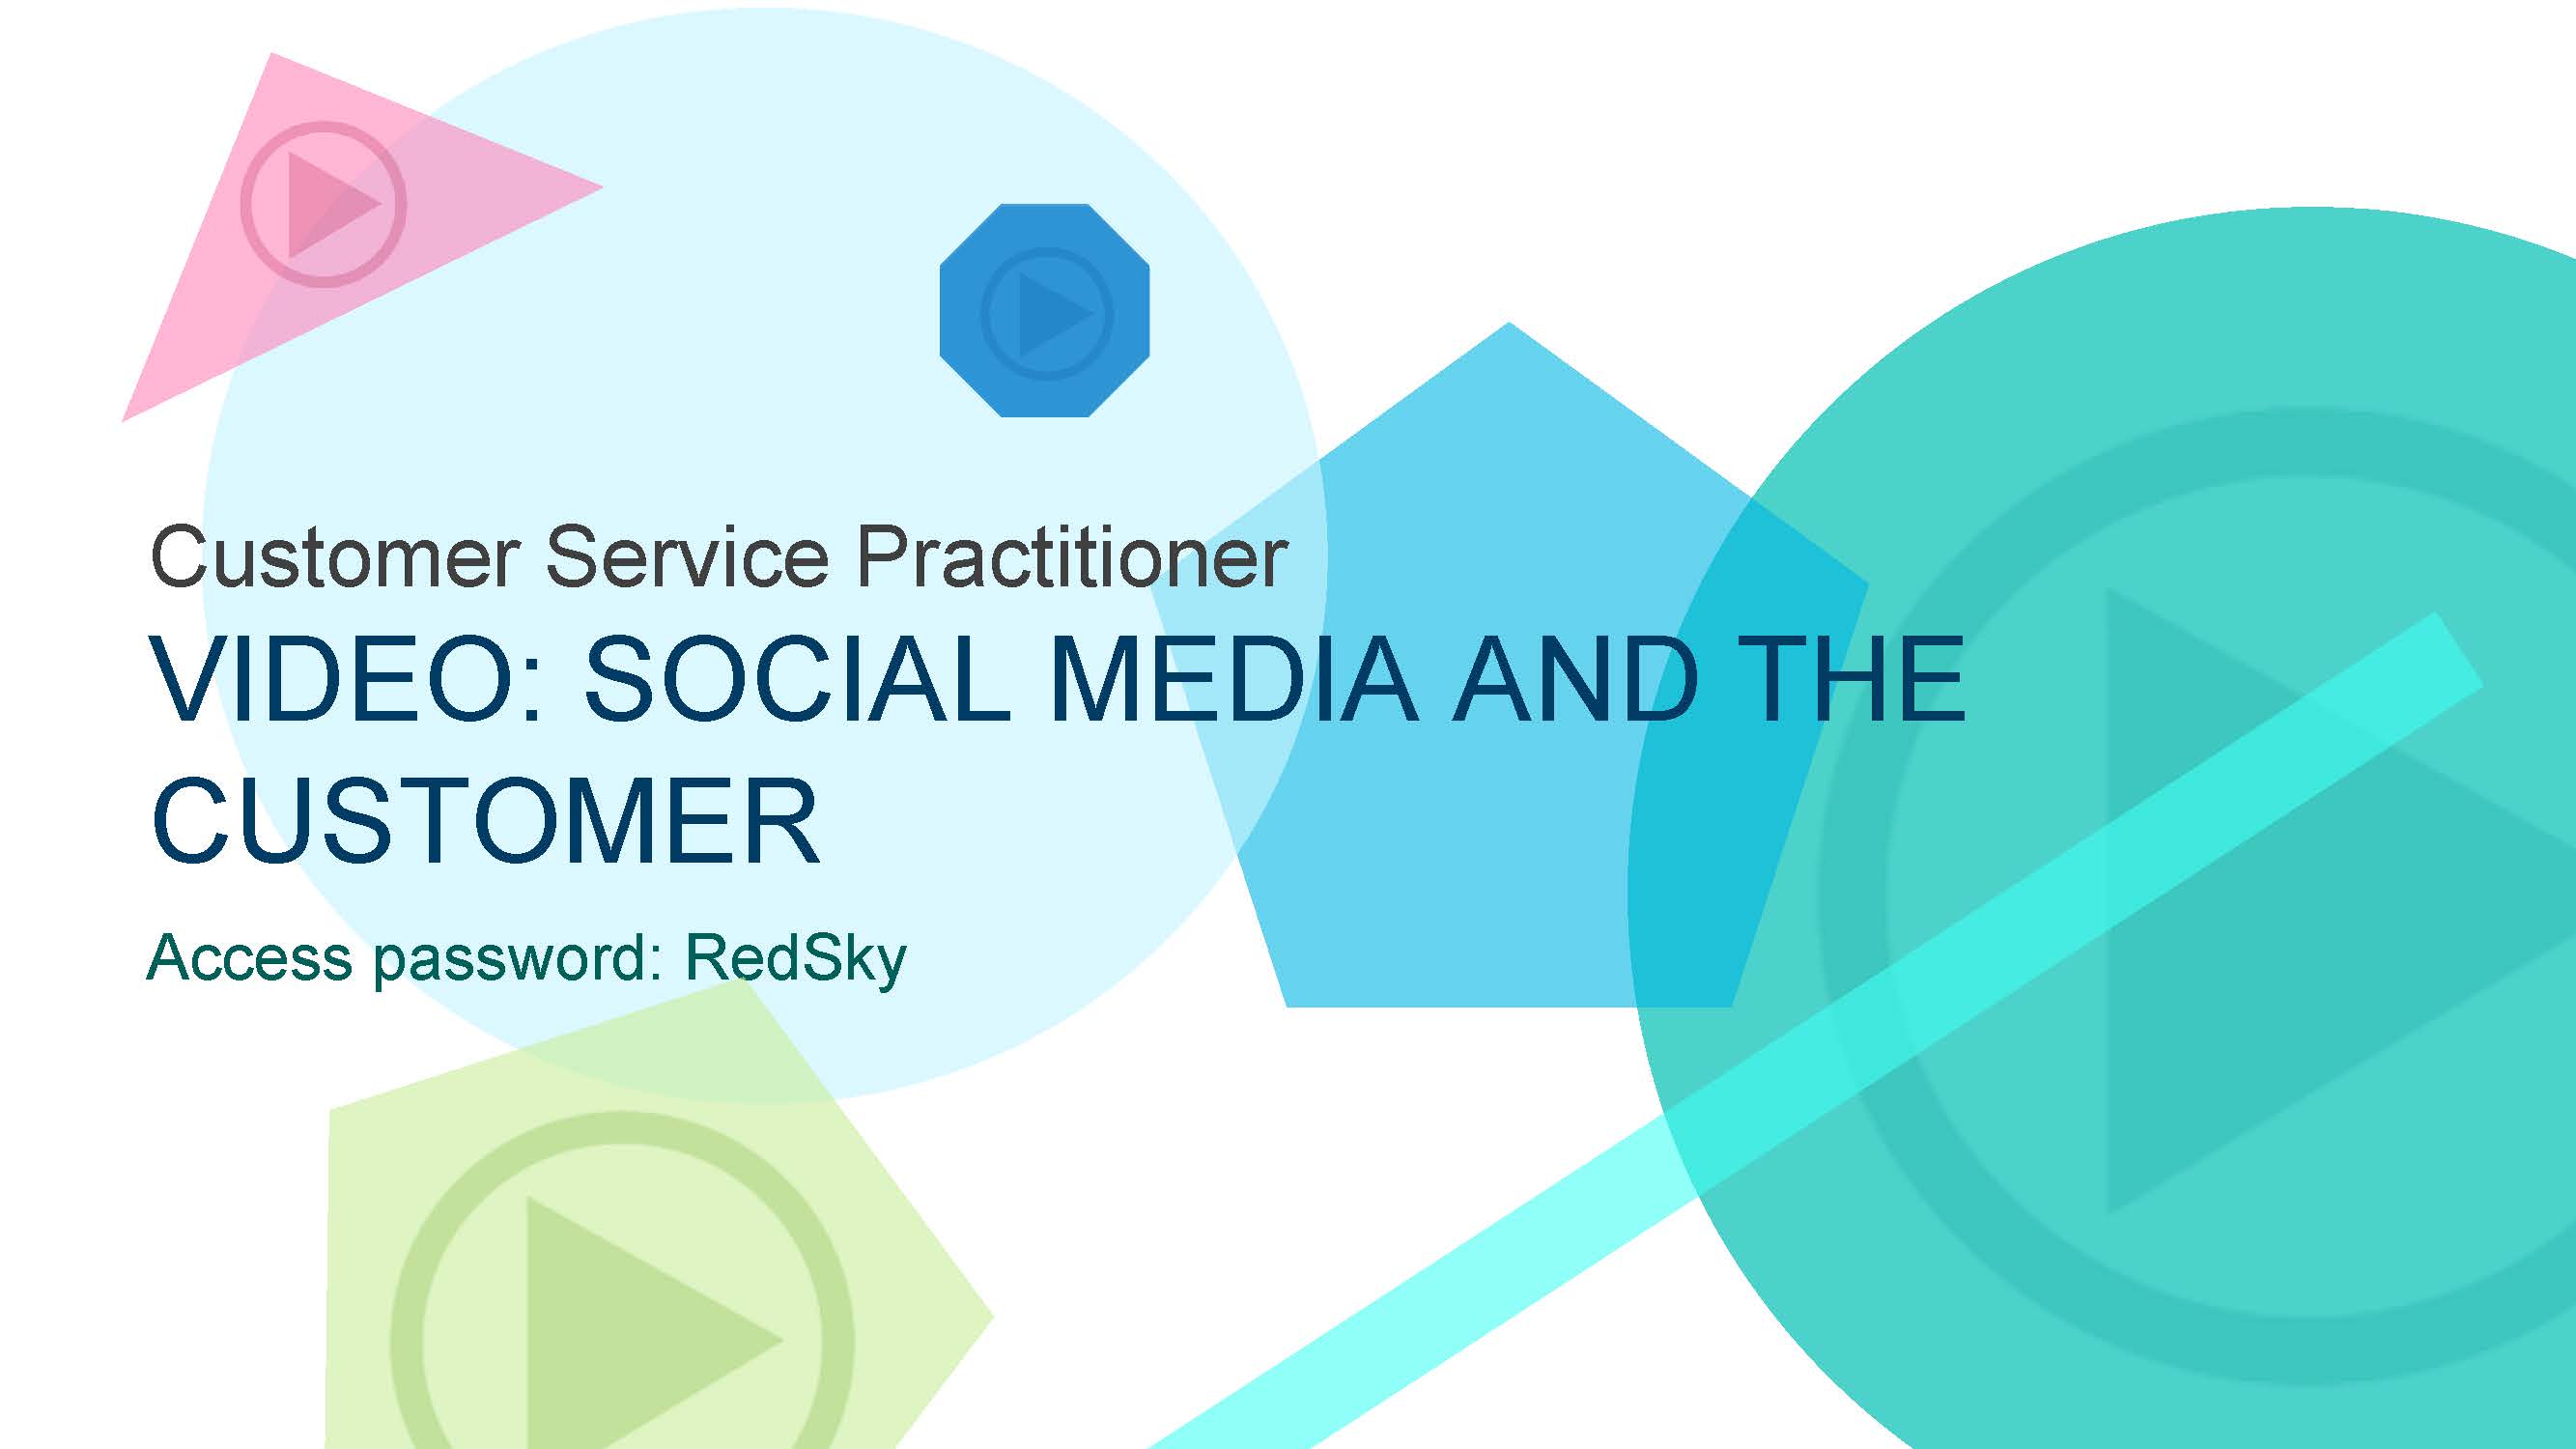 Customer Service Practitioner
VIDEO: SOCIAL MEDIA AND THE
CUSTOMER
Access password: RedSky